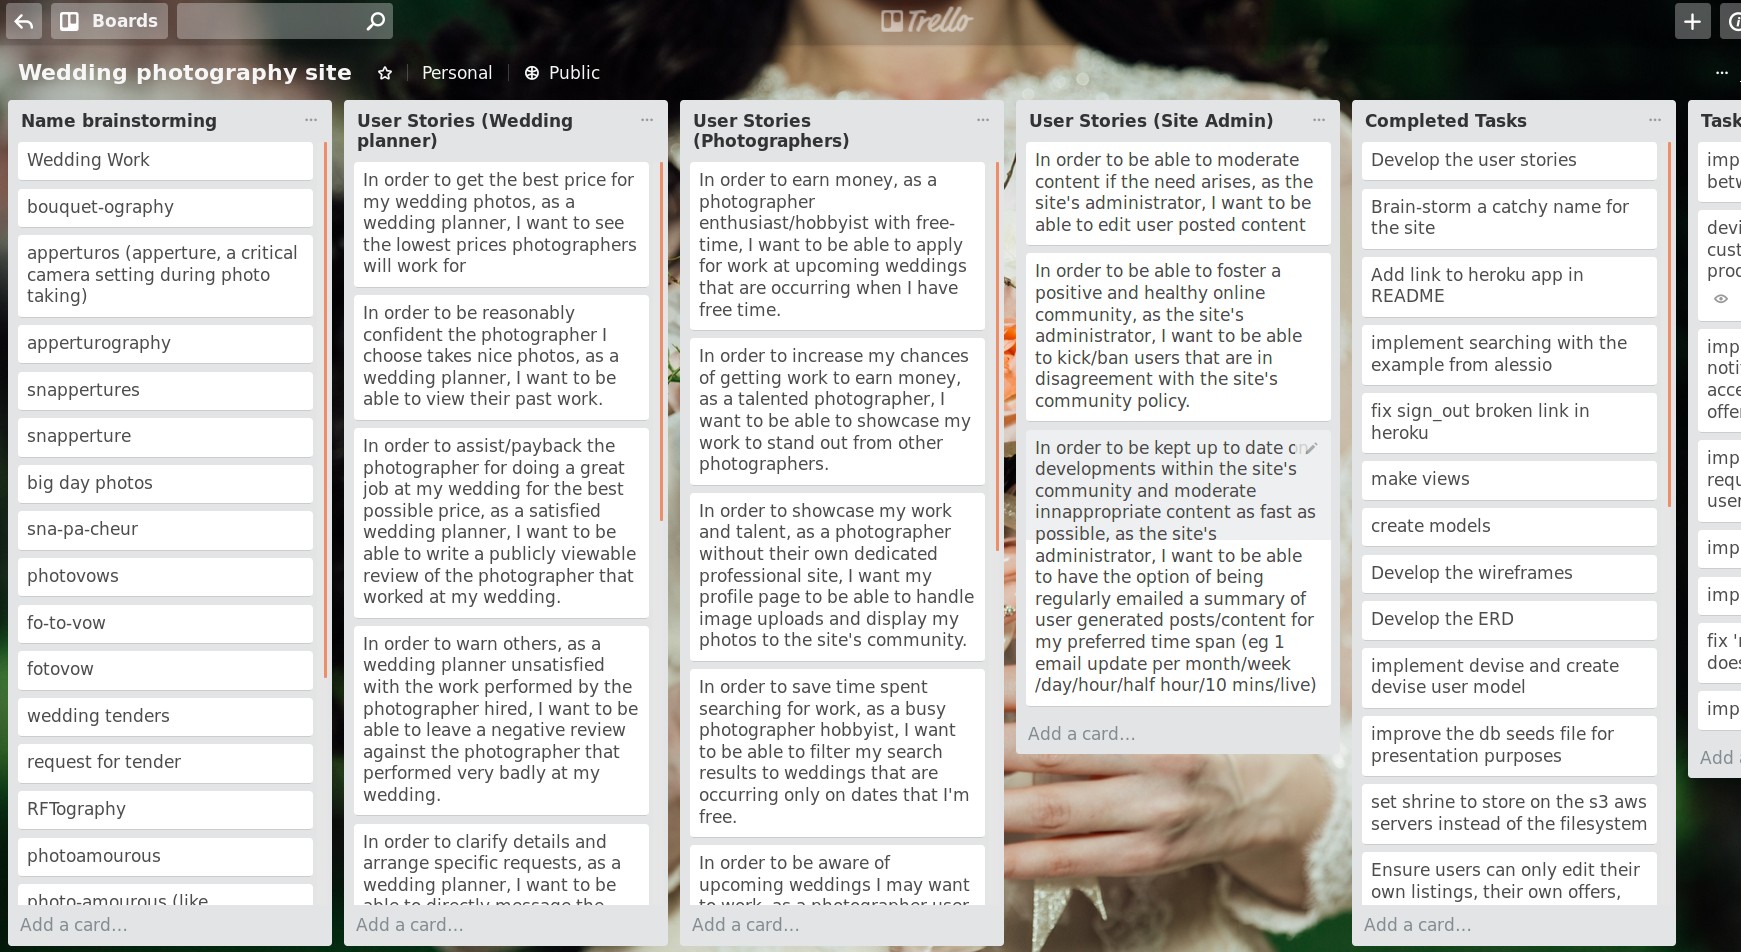 Boards
Trello
Wedding photography site
Personal
Public
Name brainstorming
Wedding Work
bouquet-ography
apperturos (apperture, a critical
camera setting during photo
taking)
apperturography
snappertures
snapperture
big day photos
sna-pa-cheur
photovows
fo-to-vow
fotovow
wedding tenders
request for tender
RFTography
photoamourous
photo-amourous (like
Add a card...
User Stories (Wedding
planner)
In order to get the best price for
my wedding photos, as a
wedding planner, I want to see
the lowest prices photographers
will work for
In order to be reasonably
confident the photographer I
choose takes nice photos, as a
wedding planner, I want to be
able to view their past work.
In order to assist/payback the
photographer for doing a great
job at my wedding for the best
possible price, as a satisfied
wedding planner, I want to be
able to write a publicly viewable
review of the photographer that
worked at my wedding.
In order to warn others, as a
wedding planner unsatisfied
with the work performed by the
photographer hired, I want to be
able to leave a negative review
against the photographer that
performed very badly at my
wedding.
In order to clarify details and
arrange specific requests, as a
wedding planner, I want to be
able to directly message the
Add a card...
User Stories
(Photographers)
In order to earn money, as a
photographer
enthusiast/hobbyist with free-
time, I want to be able to apply
for work at upcoming weddings
that are occurring when I have
free time.
In order to increase my chances
of getting work to earn money,
as a talented photographer, I
want to be able to showcase my
work to stand out from other
photographers.
In order to showcase my work
and talent, as a photographer
without their own dedicated
professional site, I want my
profile page to be able to handle
image uploads and display my
photos to the site's community.
In order to save time spent
searching for work, as a busy
photographer hobbyist, I want
to be able to filter my search
results to weddings that are
occurring only on dates that I'm
free.
In order to be aware of
upcoming weddings I may want
to work, as a photographer user
Add a card...
User Stories (Site Admin)
In order to be able to moderate
content if the need arises, as the
site's administrator, I want to be
able to edit user posted content
In order to be able to foster a
positive and healthy online
community, as the site's
administrator, I want to be able
to kick/ban users that are in
disagreement with the site's
community policy.
In order to be kept up to date on
developments within the site's
community and moderate
innappropriate content as fast as
possible, as the site's
administrator, I want to be able
to have the option of being
regularly emailed a summary of
user generated posts/content for
my preferred time span (eg 1
email update per month/week
/day/hour/half hour/10 mins/live)
Add a card...
Completed Tasks
Develop the user stories
Brain-storm a catchy name for
the site
Add link to heroku app in
README
implement searching with the
example from alessio
fix sign_out broken link in
heroku
make views
create models
Develop the wireframes
Develop the ERD
implement devise and create
devise user model
improve the db seeds file for
presentation purposes
set shrine to store on the s3 aws
servers instead of the filesystem
Ensure users can only edit their
own listings, their own offers,
Add a card...
Task
imp
betw
devi
cust
proc
imp
noti
acce
offe
imp
requ
user
imp
imp
fix 'r
does
imp
Add